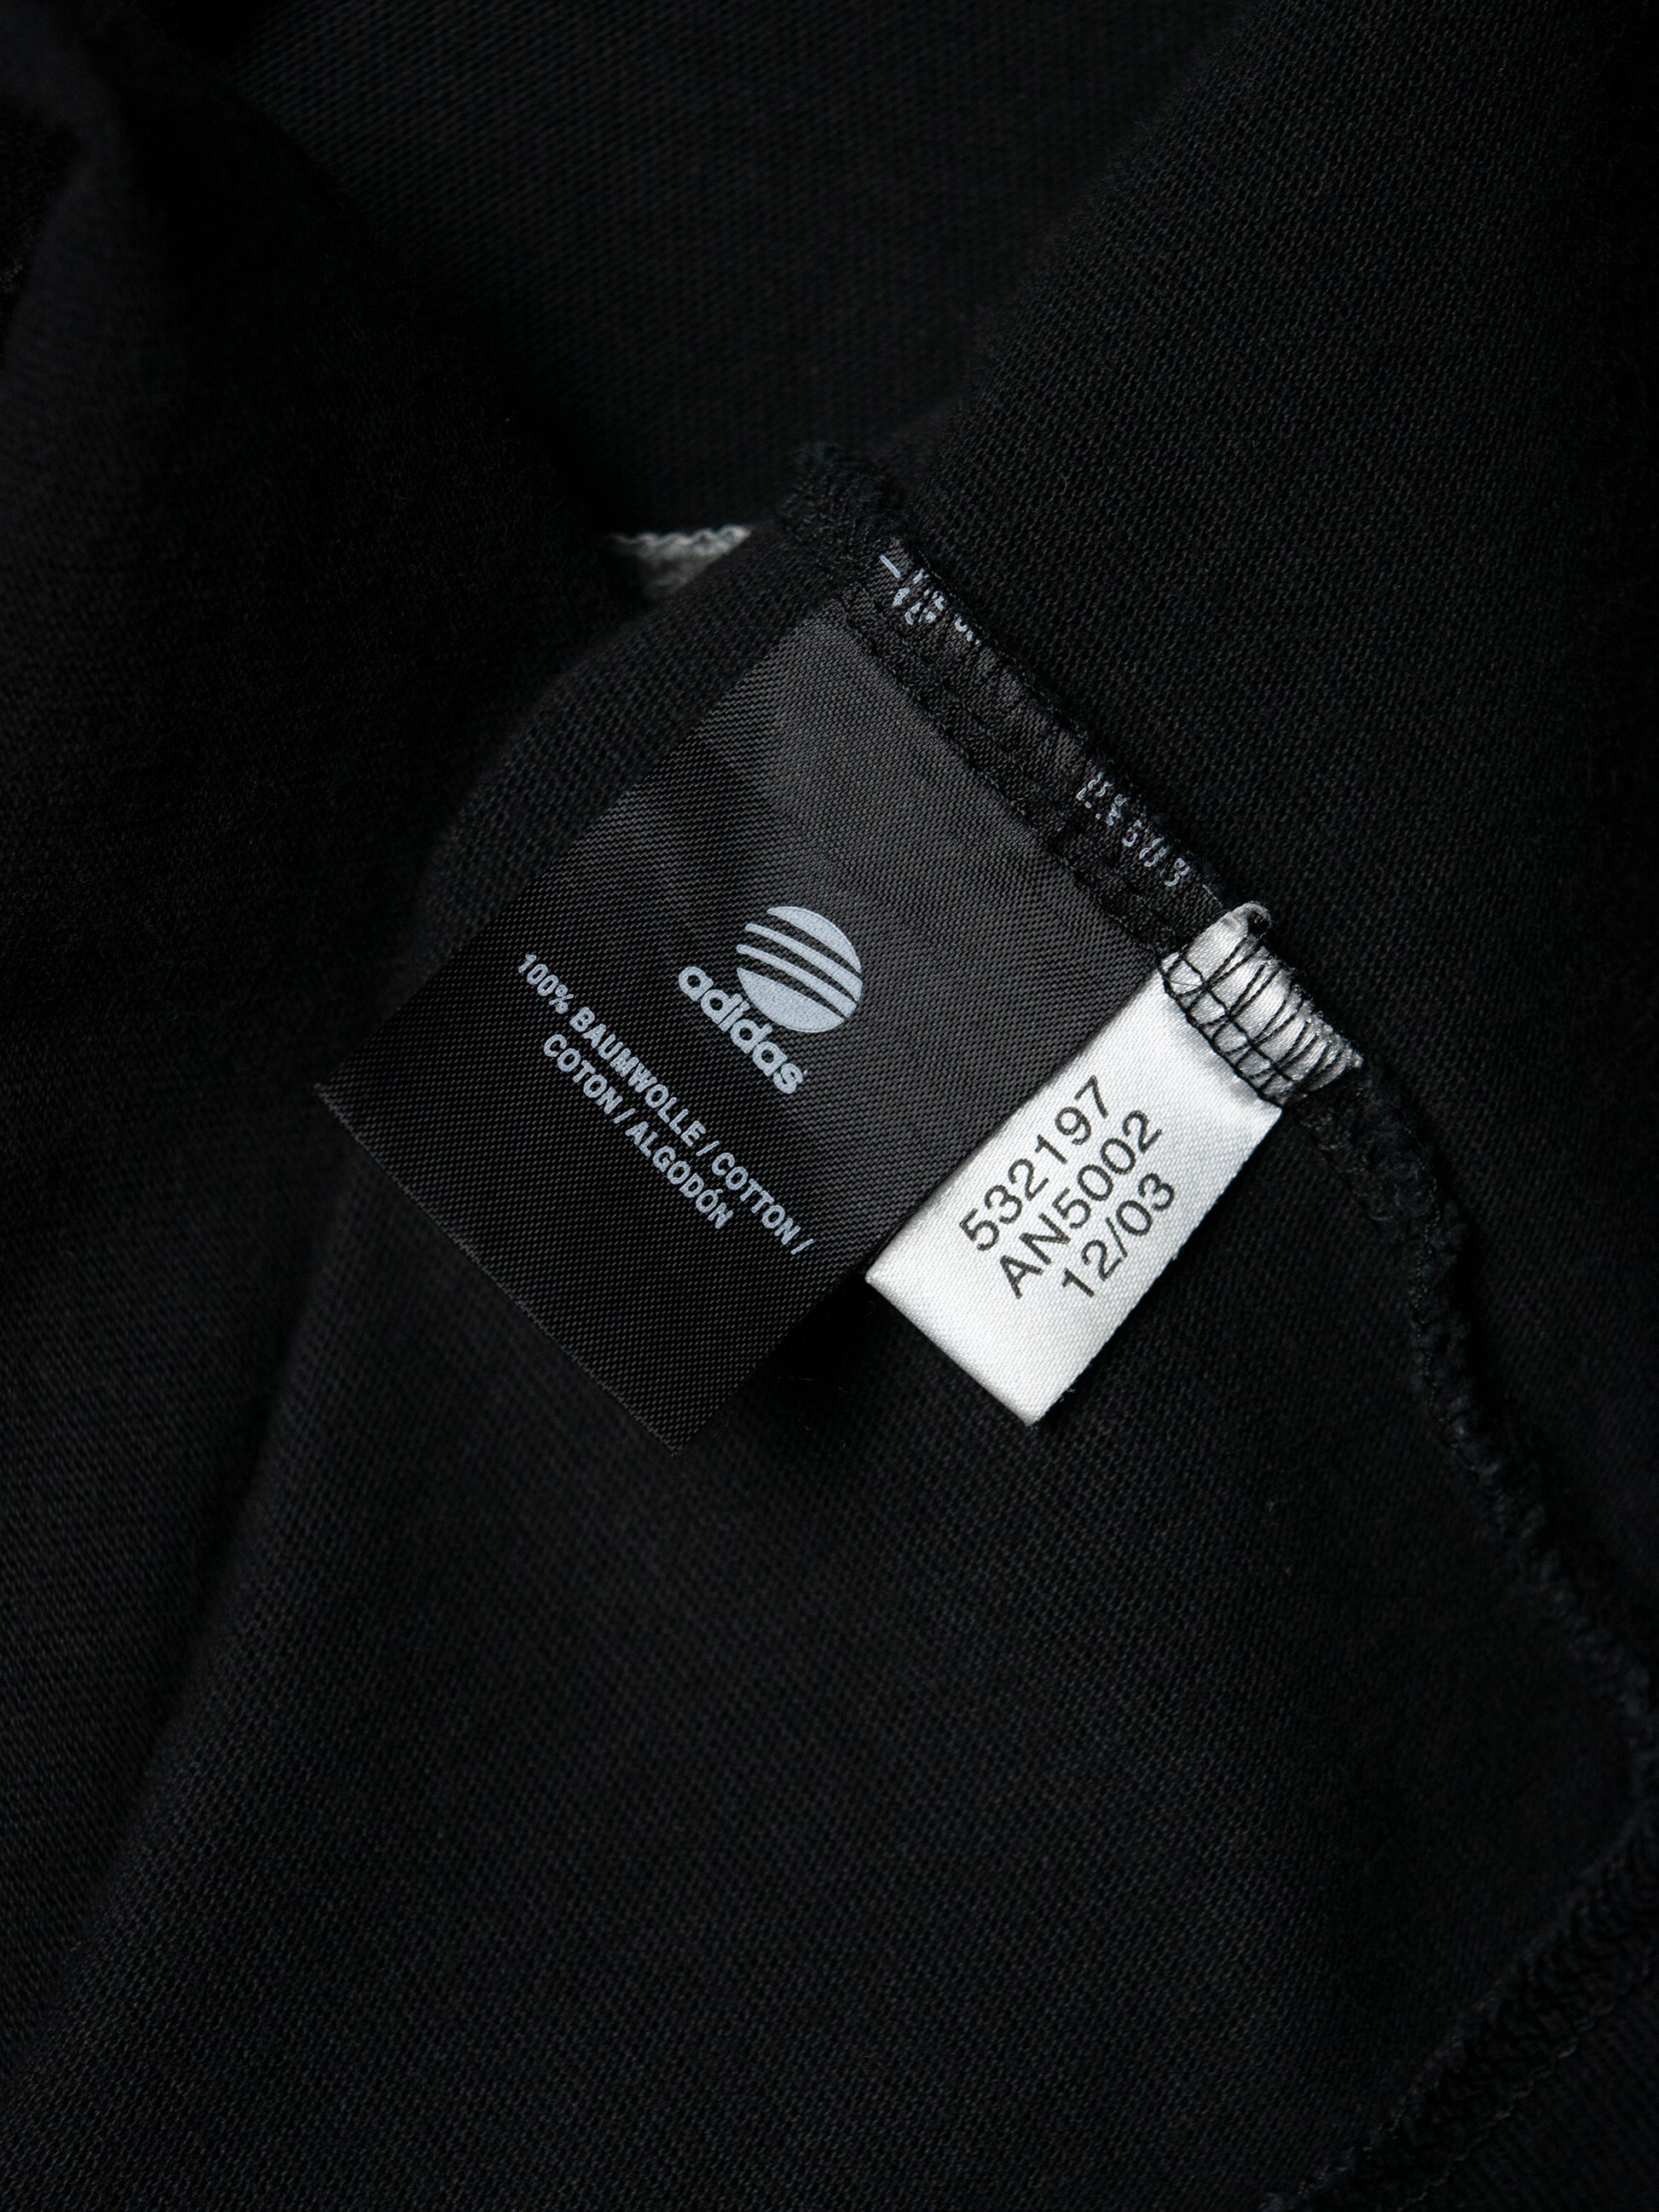 adidas
100% BAUMWOLLE / COTTON /
COTON / ALGODÓN
532197
AN5002
12/03